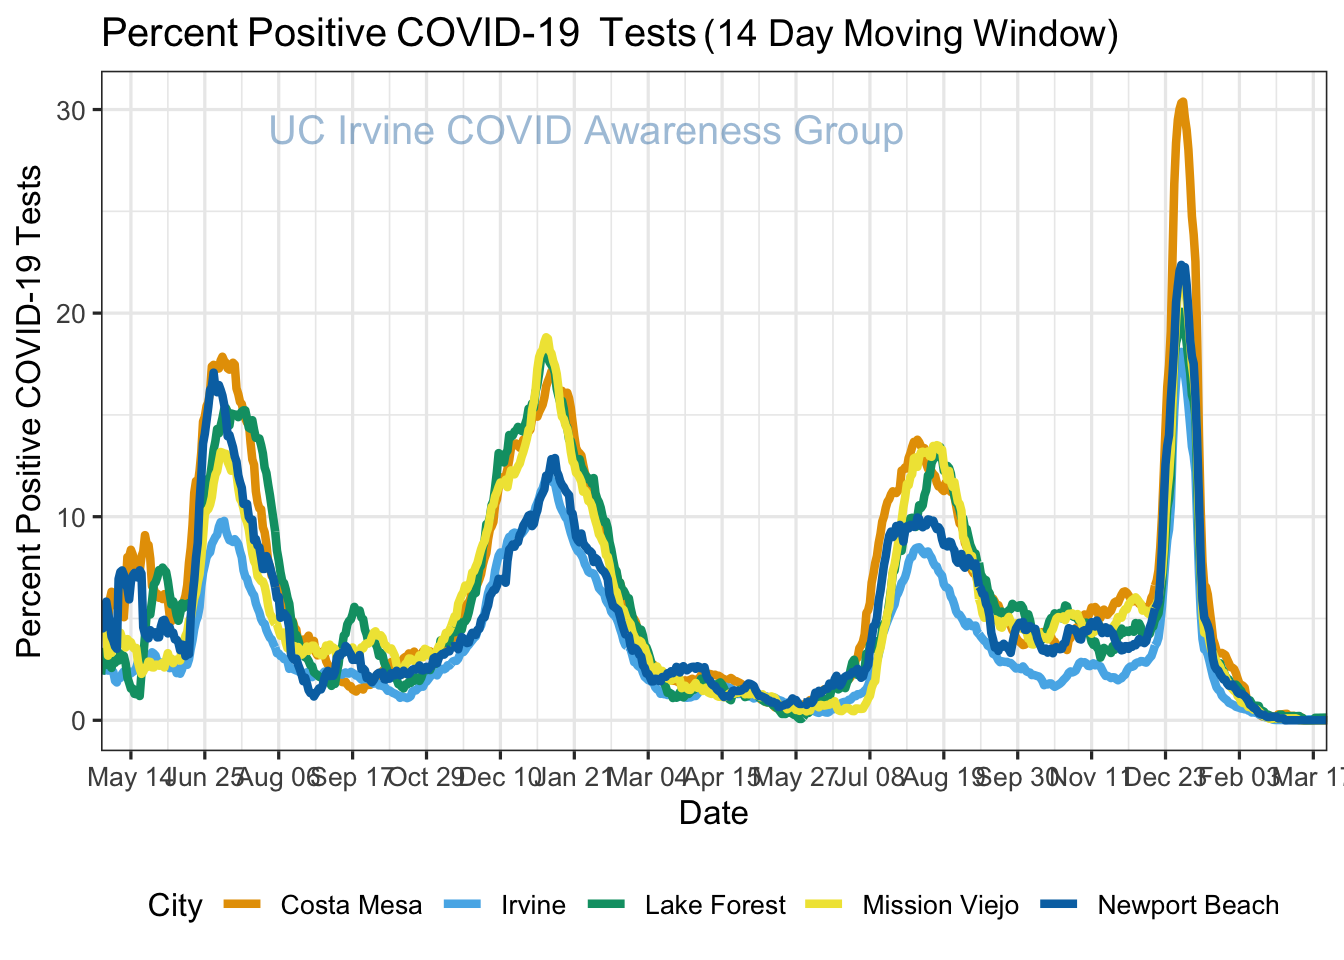 Percent Positive COVID-19 Tests (14 Day Moving Window)
UC Irvine COVID Awareness Group
Percent Positive COVID-19 Tests
30
20
10
0
May 14 Jun 25 Aug 06 Sep 17 Oct 29 Dec 10 Jan 21 Mar 04 Apr 15 May 27 Jul 08 Aug 19 Sep 30 Nov 11 Dec 23 Feb 03 Mar 17
Date
City Costa Mesa Irvine Lake Forest Mission Viejo Newport Beach